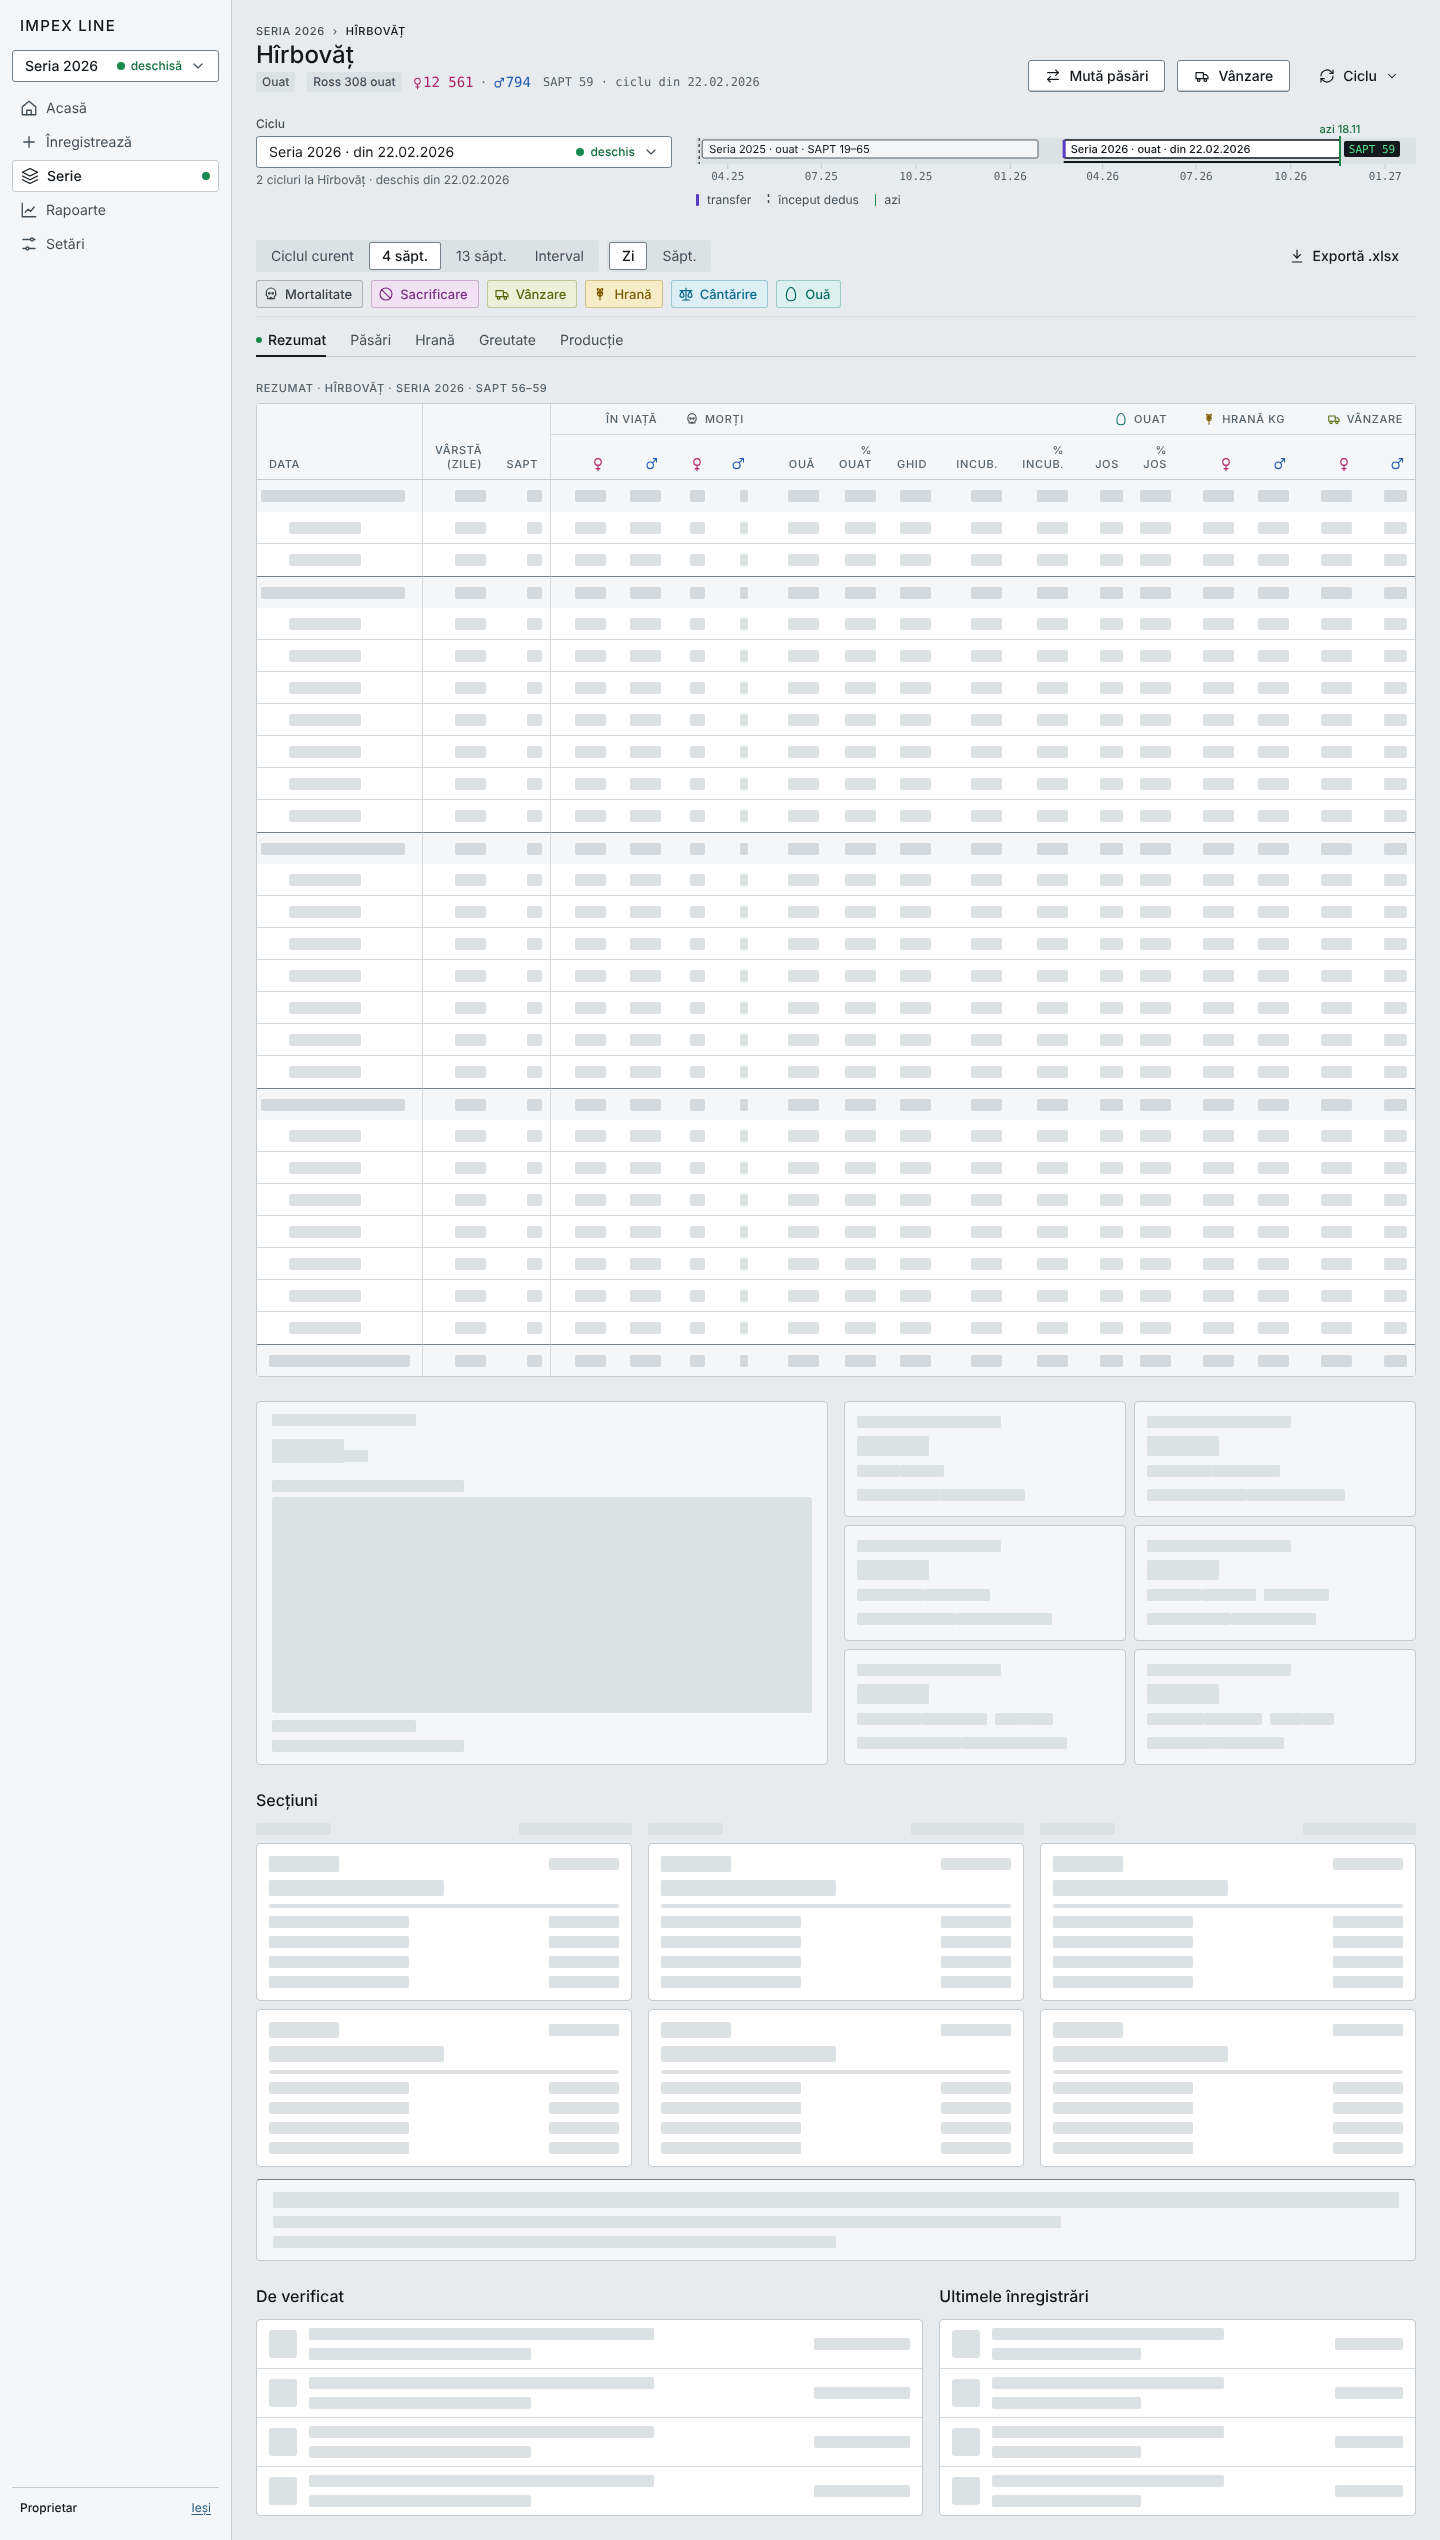 IMPEX LINE
Seria 2026 deschisă
Acasă
Înregistrează
Serie
Rapoarte
Setări
SERIA 2026 › HÎRBOVĂȚ
Hîrbovăț
Ouat Ross 308 ouat ♀12 561 · ♂794 SAPT 59 · ciclu din 22.02.2026
Mută păsări Vânzare Ciclu
Ciclu
Seria 2026 · din 22.02.2026 deschis
2 cicluri la Hîrbovăț · deschis din 22.02.2026
azi 18.11
Seria 2025 · ouat · SAPT 19–65 Seria 2026 · ouat · din 22.02.2026 SAPT 59
04.25 07.25 10.25 01.26 04.26 07.26 10.26 01.27
transfer început dedus azi
Ciclul curent 4 săpt. 13 săpt. Interval Zi Săpt. Exportă .xlsx
Mortalitate Sacrificare Vânzare Hrană Cântărire Ouă
Rezumat Păsări Hrană Greutate Producție
REZUMAT · HÎRBOVĂȚ · SERIA 2026 · SAPT 56–59
ÎN VIAȚĂ MORȚI OUAT HRANĂ KG VÂNZARE
DATA VÂRSTĂ (ZILE) SAPT ♀ ♂ ♀ ♂ OUĂ % OUAT GHID INCUB. % INCUB. JOS % JOS ♀ ♂ ♀ ♂
Secțiuni
De verificat Ultimele înregistrări
Proprietar Ieși